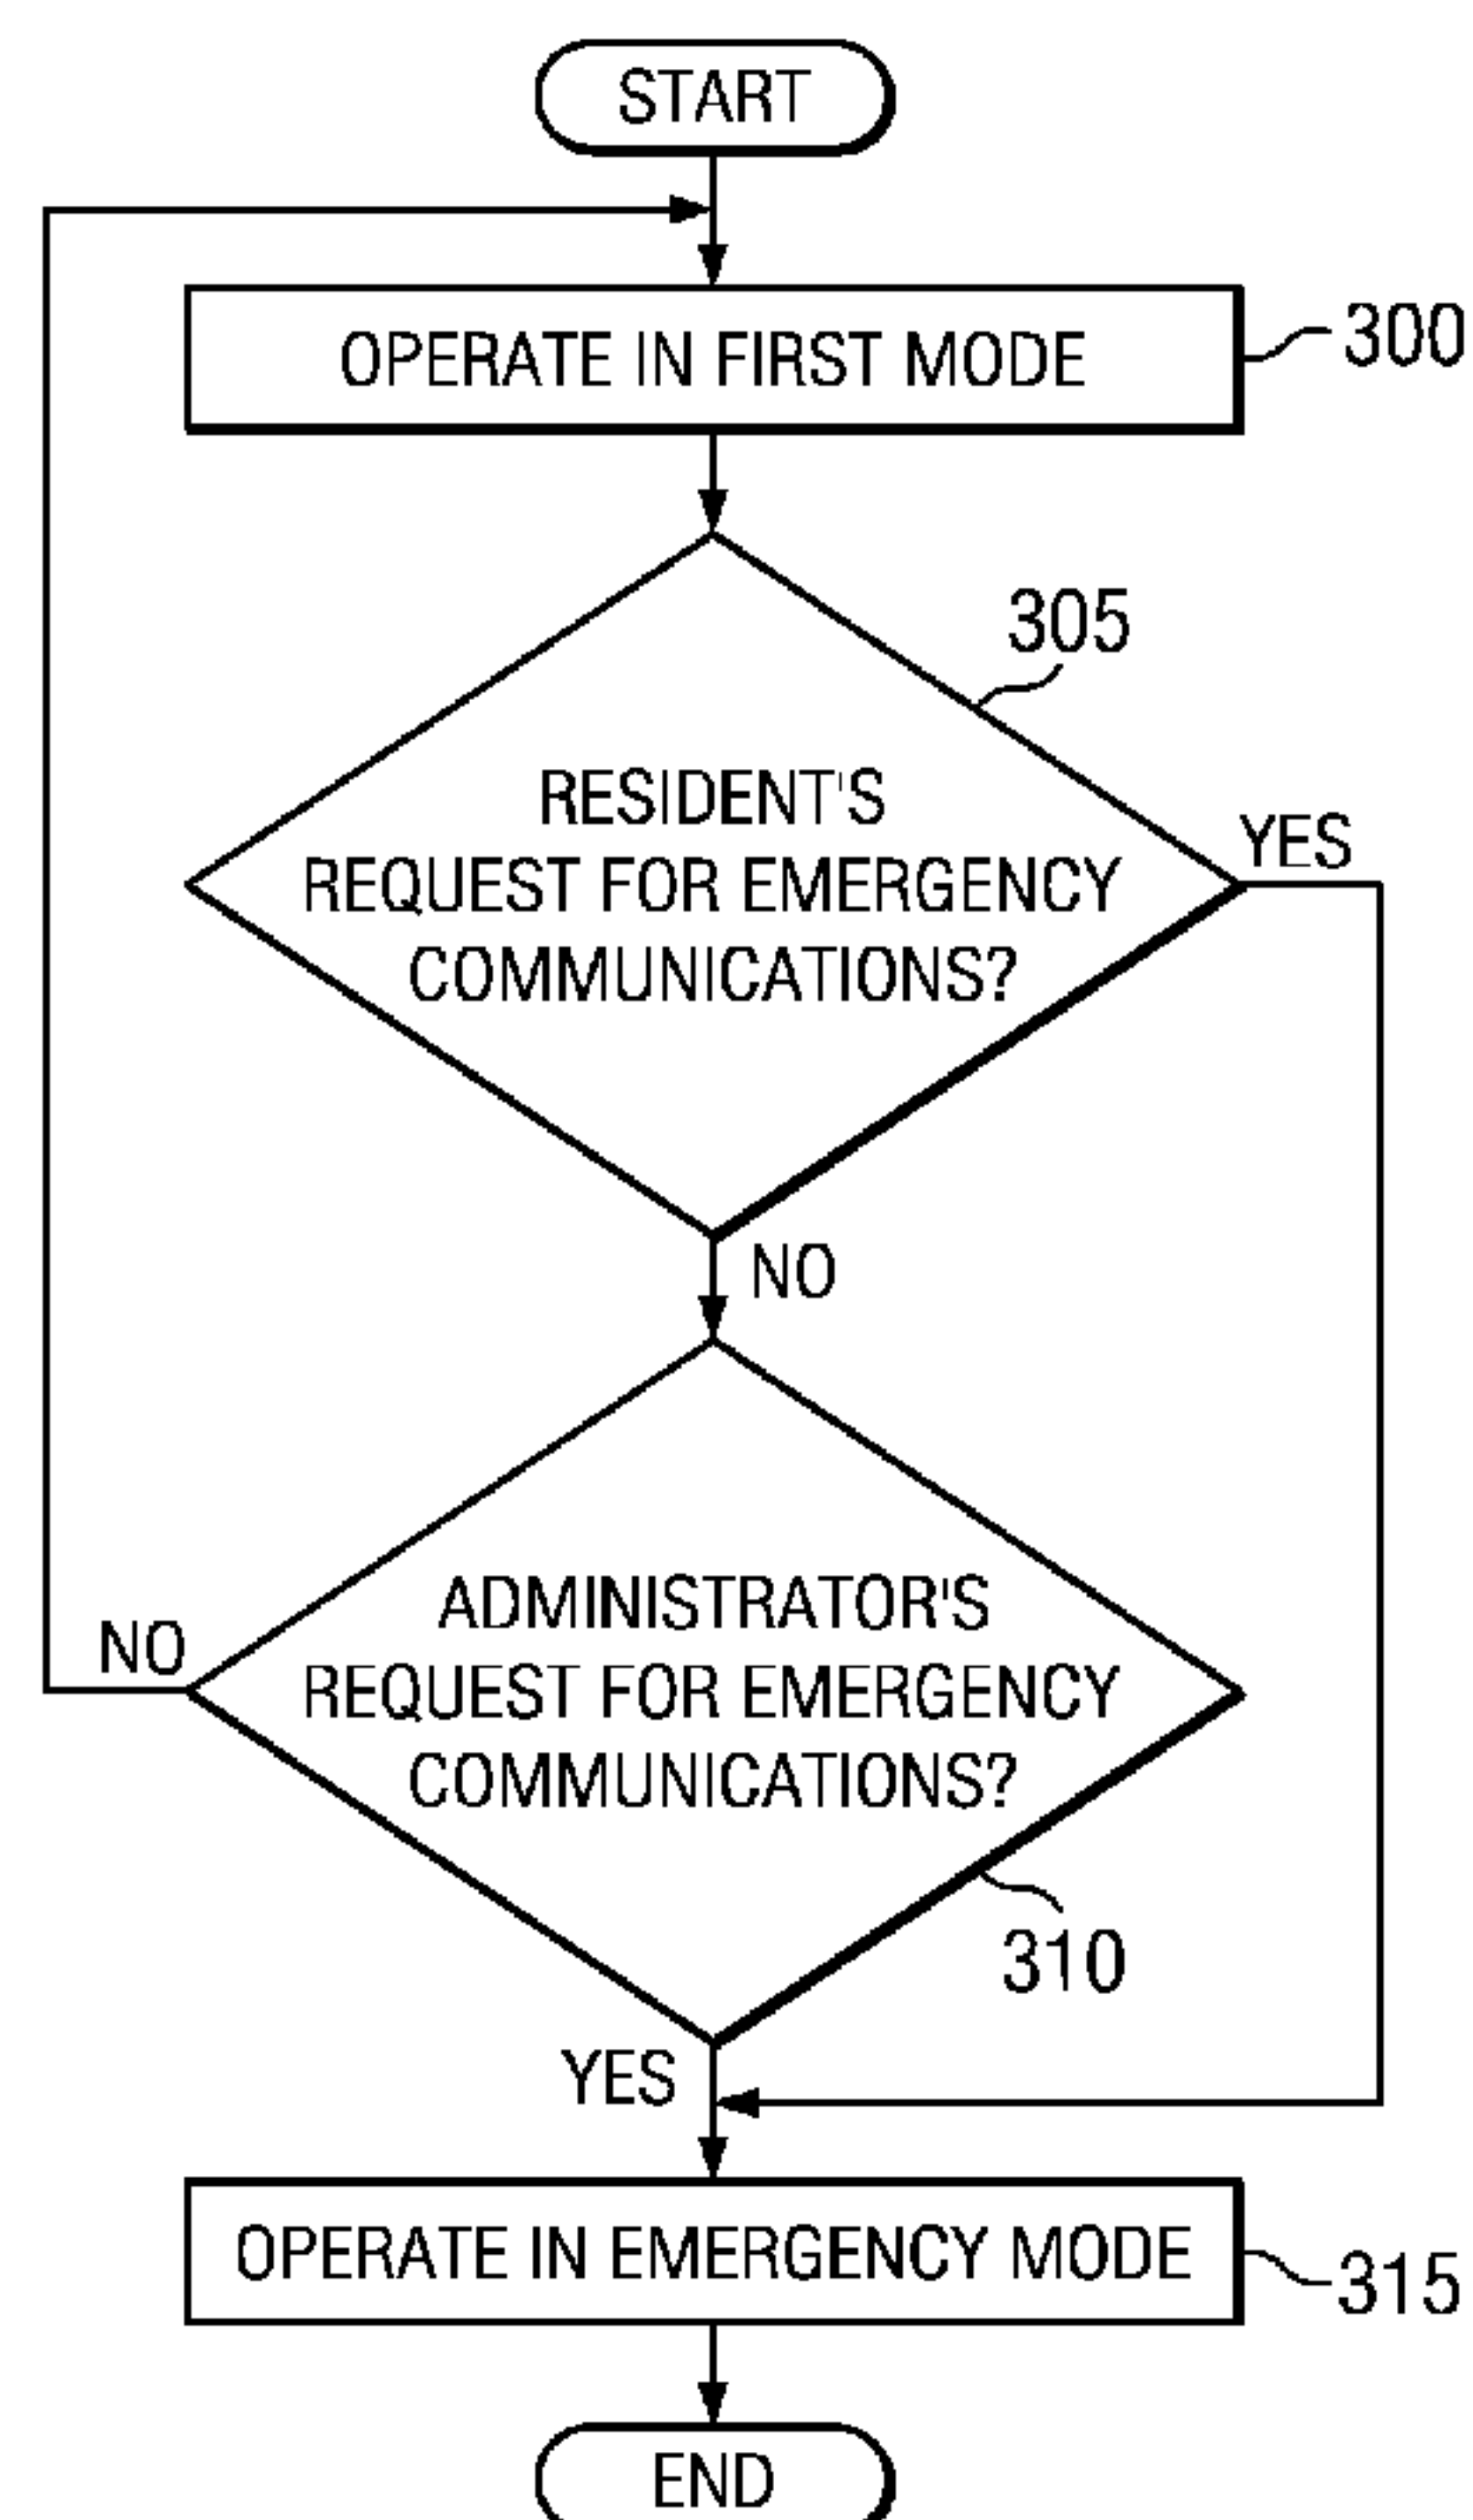 START
OPERATE IN FIRST MODE
300
305
RESIDENT'S
REQUEST FOR EMERGENCY
COMMUNICATIONS?
YES
NO
ADMINISTRATOR'S
REQUEST FOR EMERGENCY
COMMUNICATIONS?
NO
310
YES
OPERATE IN EMERGENCY MODE
315
END